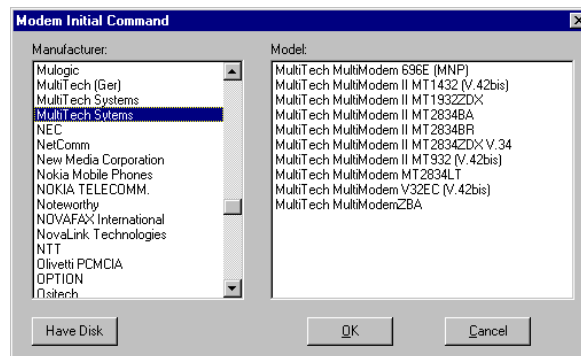 Modem Initial Command
Manufacturer:
Mulogic
MultiTech (Ger)
MultiTech Systems
MultiTech Sytems
NEC
NetComm
New Media Corporation
Nokia Mobile Phones
NOKIA TELECOMM.
Noteworthy
NOVAFAX International
NovaLink Technologies
NTT
Olivetti PCMCIA
OPTION
Ositech
Model:
MultiTech MultiModem 696E (MNP)
MultiTech MultiModem II MT1432 (V.42bis)
MultiTech MultiModem II MT1932ZDX
MultiTech MultiModem II MT2834BA
MultiTech MultiModem II MT2834BR
MultiTech MultiModem II MT2834ZDX V.34
MultiTech MultiModem II MT932 (V.42bis)
MultiTech MultiModem MT2834LT
MultiTech MultiModem V32EC (V.42bis)
MultiTech MultiModemZBA
Have Disk
OK
Cancel